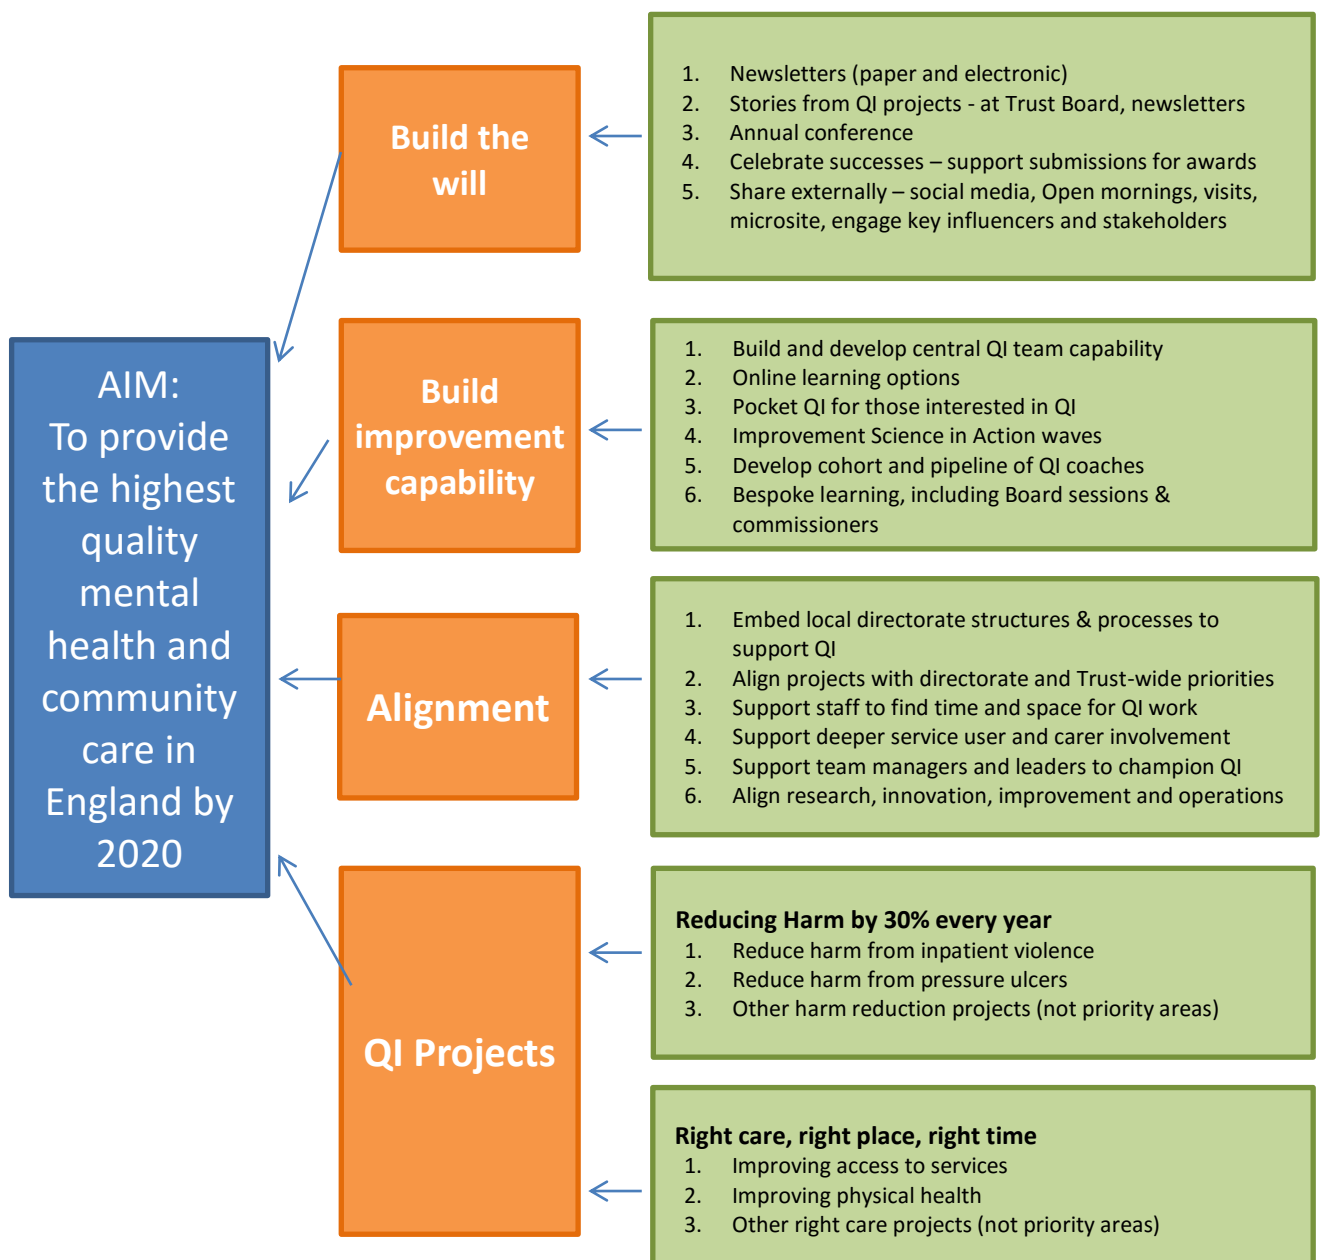 AIM:
To provide
the highest
quality
mental
health and
community
care in
England by
2020
Build the
will
1. Newsletters (paper and electronic)
2. Stories from QI projects - at Trust Board, newsletters
3. Annual conference
4. Celebrate successes – support submissions for awards
5. Share externally – social media, Open mornings, visits,
microsite, engage key influencers and stakeholders
Build
improvement
capability
1. Build and develop central QI team capability
2. Online learning options
3. Pocket QI for those interested in QI
4. Improvement Science in Action waves
5. Develop cohort and pipeline of QI coaches
6. Bespoke learning, including Board sessions &
commissioners
Alignment
1. Embed local directorate structures & processes to
support QI
2. Align projects with directorate and Trust-wide priorities
3. Support staff to find time and space for QI work
4. Support deeper service user and carer involvement
5. Support team managers and leaders to champion QI
6. Align research, innovation, improvement and operations
QI Projects
Reducing Harm by 30% every year
1. Reduce harm from inpatient violence
2. Reduce harm from pressure ulcers
3. Other harm reduction projects (not priority areas)
Right care, right place, right time
1. Improving access to services
2. Improving physical health
3. Other right care projects (not priority areas)